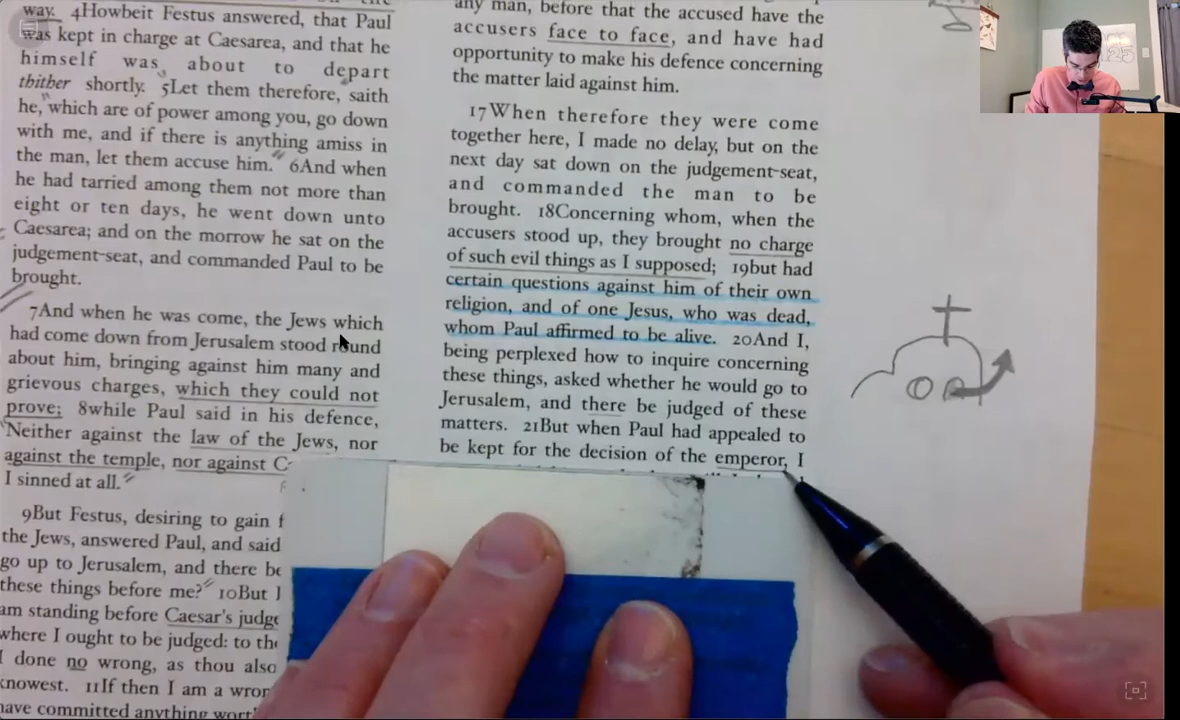 way. 4Howbeit Festus answered, that Paul
was kept in charge at Caesarea, and that he
himself was about to depart
thither shortly. 5Let them therefore, saith
he, which are of power among you, go down
with me, and if there is anything amiss in
the man, let them accuse him. 6And when
he had tarried among them not more than
eight or ten days, he went down unto
Caesarea; and on the morrow he sat on the
judgement-seat, and commanded Paul to be
brought.
7And when he was come, the Jews which
had come down from Jerusalem stood round
about him, bringing against him many and
grievous charges, which they could not
prove; 8while Paul said in his defence,
Neither against the law of the Jews, nor
against the temple, nor against C
I sinned at all.
9But Festus, desiring to gain f
the Jews, answered Paul, and said
go up to Jerusalem, and there be
these things before me? 10But
am standing before Caesar's judge
where I ought to be judged: to the
I done no wrong, as thou also
knowest. 11If then I am a wron
have committed anything wort
any man, before that the accused have the
accusers face to face, and have had
opportunity to make his defence concerning
the matter laid against him.
17When therefore they were come
together here, I made no delay, but on the
next day sat down on the judgement-seat,
and commanded the man to be
brought. 18Concerning whom, when the
accusers stood up, they brought no charge
of such evil things as I supposed; 19but had
certain questions against him of their own
religion, and of one Jesus, who was dead,
whom Paul affirmed to be alive. 20And I,
being perplexed how to inquire concerning
these things, asked whether he would go to
Jerusalem, and there be judged of these
matters. 21But when Paul had appealed to
be kept for the decision of the emperor, I